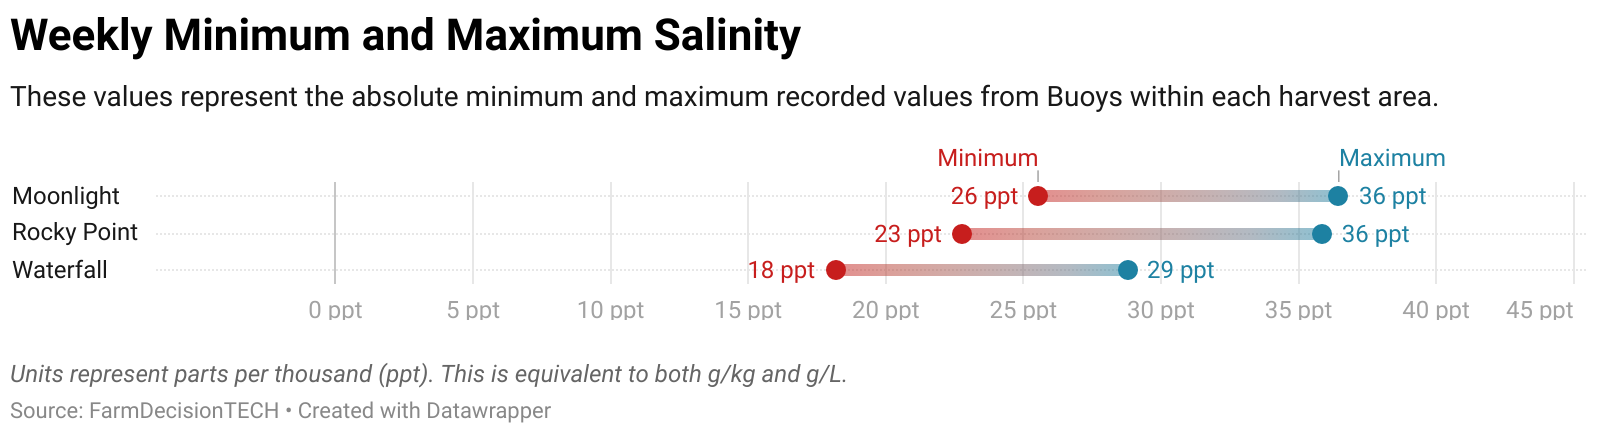 Weekly Minimum and Maximum Salinity
These values represent the absolute minimum and maximum recorded values from Buoys within each harvest area.
Minimum Maximum
Moonlight 26 ppt 36 ppt
Rocky Point 23 ppt 36 ppt
Waterfall 18 ppt 29 ppt
0 ppt 5 ppt 10 ppt 15 ppt 20 ppt 25 ppt 30 ppt 35 ppt 40 ppt 45 ppt
Units represent parts per thousand (ppt). This is equivalent to both g/kg and g/L.
Source: FarmDecisionTECH • Created with Datawrapper